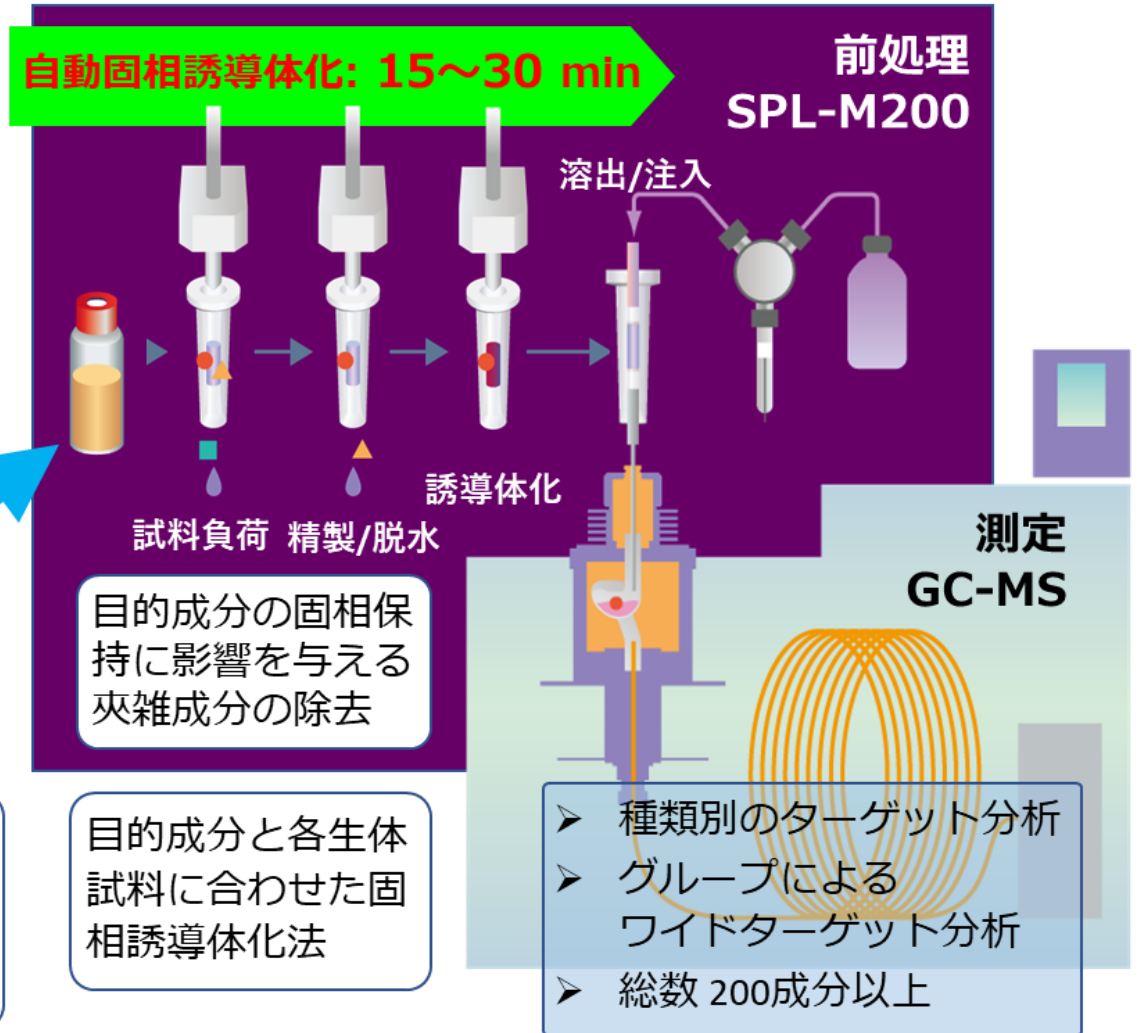 自動固相誘導体化: 15～30 min
前処理
SPL-M200
溶出/注入
誘導体化
試料負荷
精製/脱水
測定
GC-MS
目的成分の固相保
持に影響を与える
夾雑成分の除去
目的成分と各生体
試料に合わせた固
相誘導体化法
➢ 種類別のターゲット分析
➢ グループによる
ワイドターゲット分析
➢ 総数 200成分以上